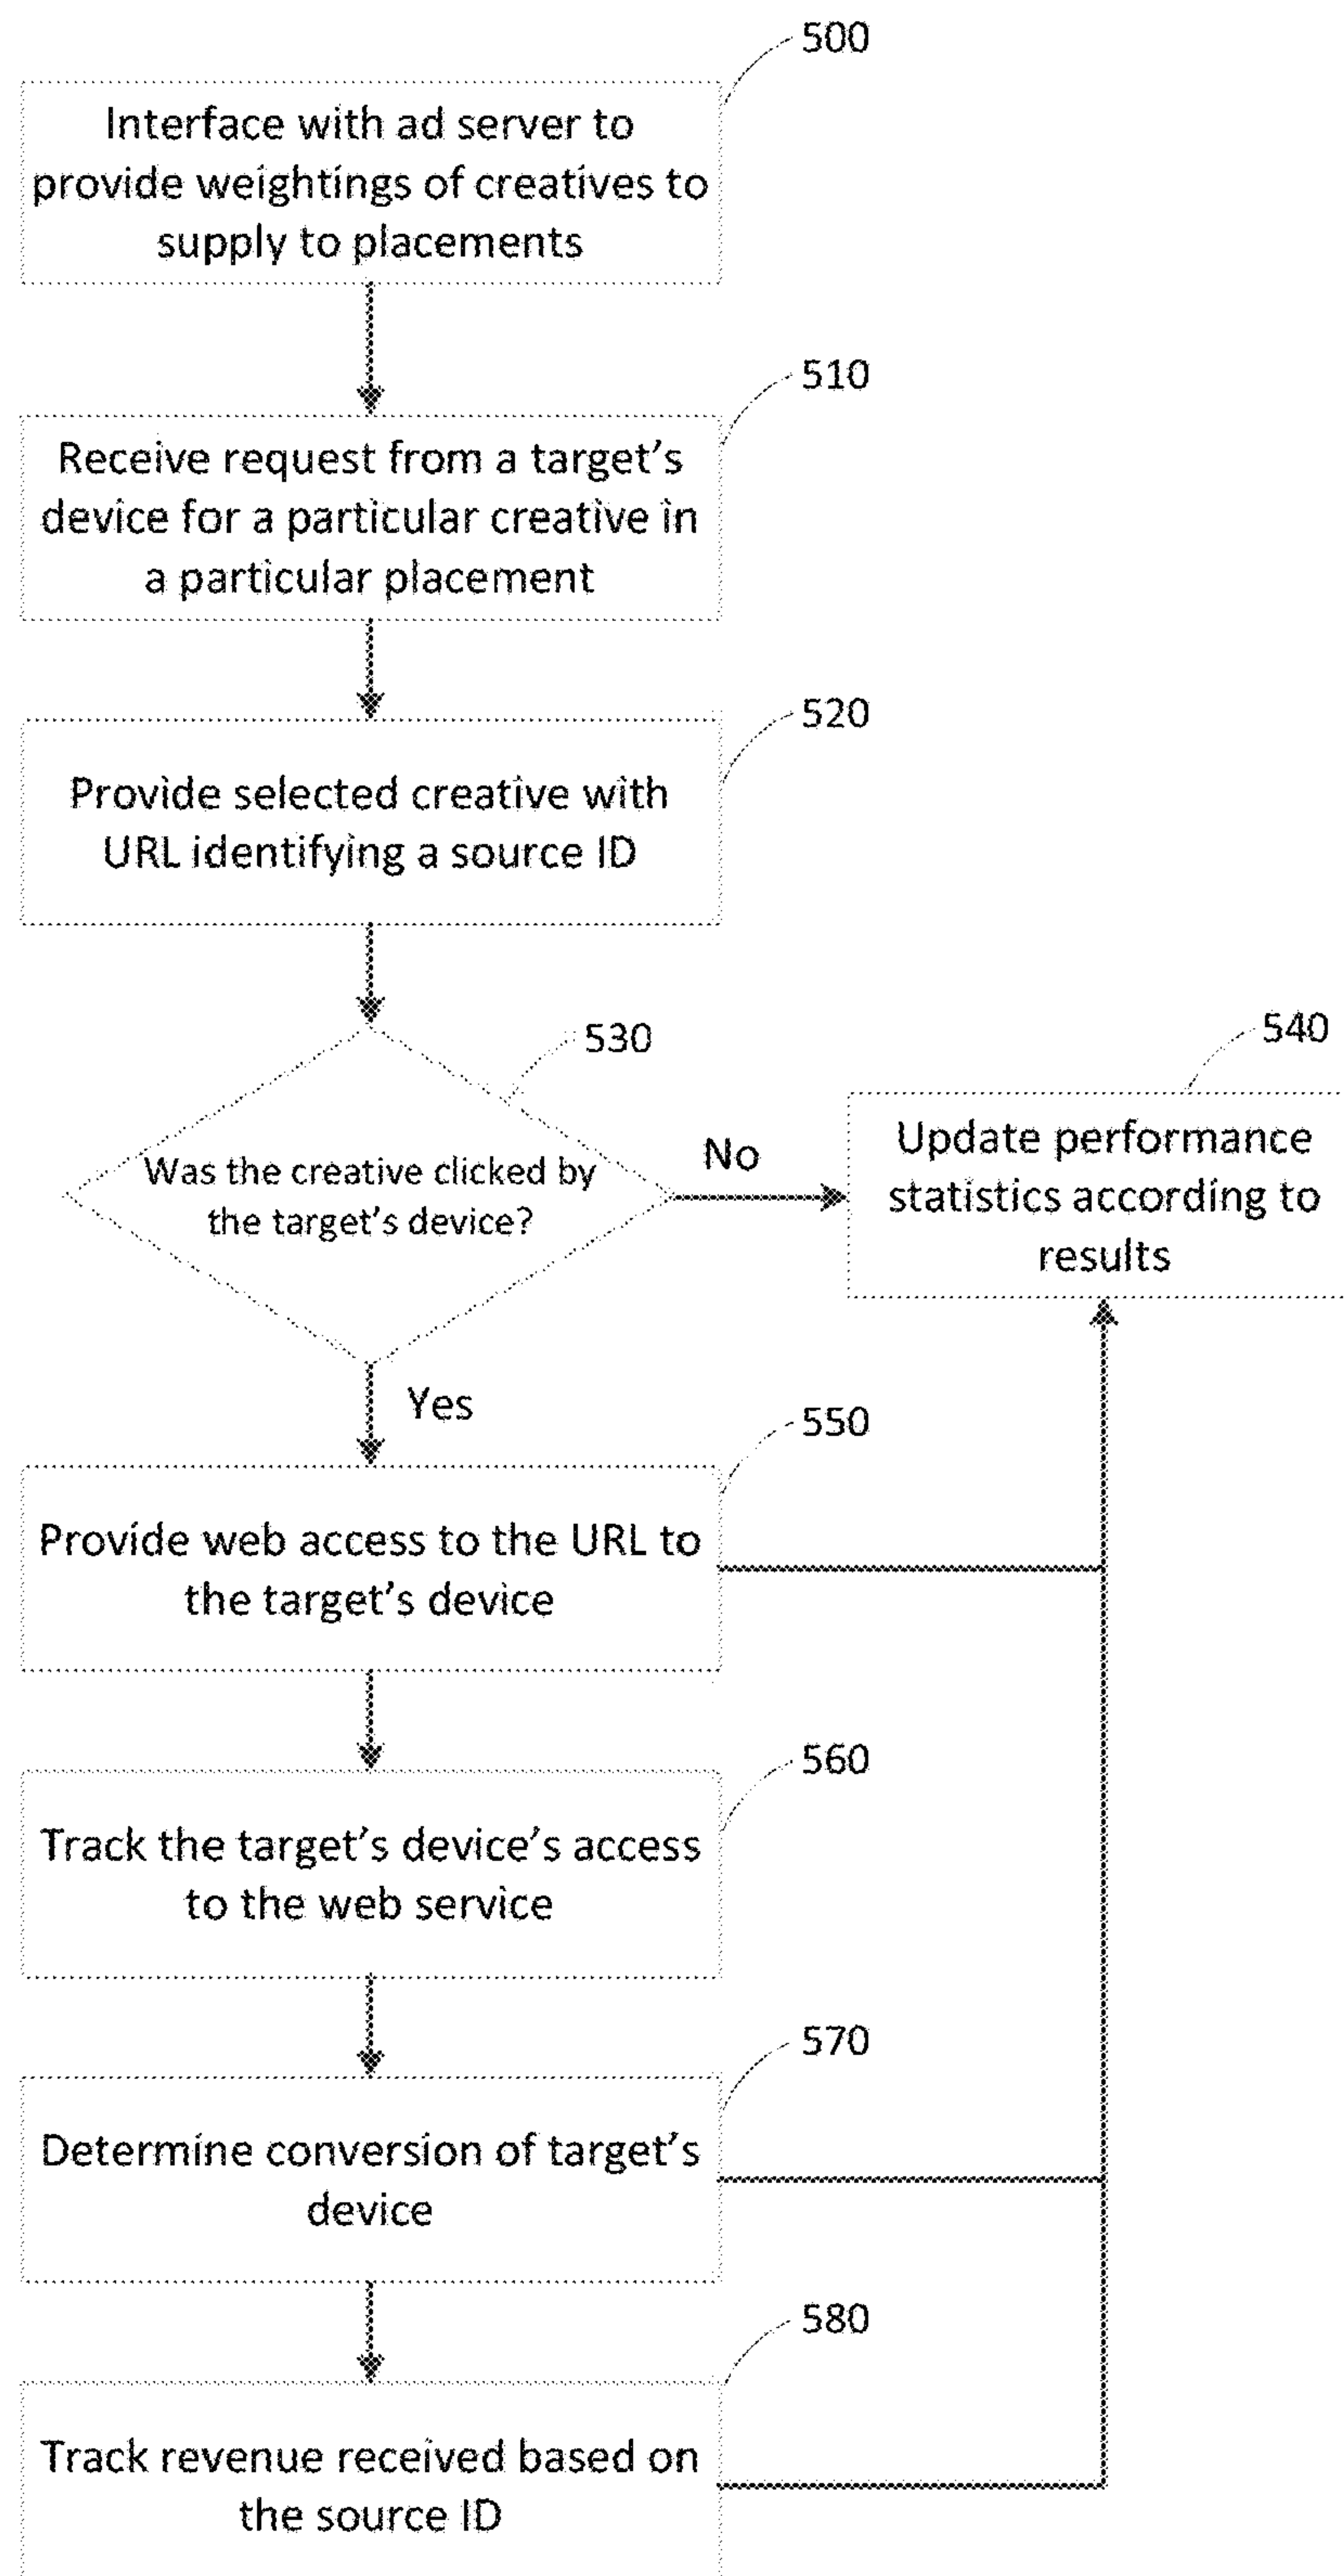 500
Interface with ad server to
provide weightings of creatives to
supply to placements
510
Receive request from a target's
device for a particular creative in
a particular placement
520
Provide selected creative with
URL identifying a source ID
530
Was the creative clicked by
the target's device?
No
540
Update performance
statistics according to
results
Yes
550
Provide web access to the URL to
the target's device
560
Track the target's device's access
to the web service
570
Determine conversion of target's
device
580
Track revenue received based on
the source ID